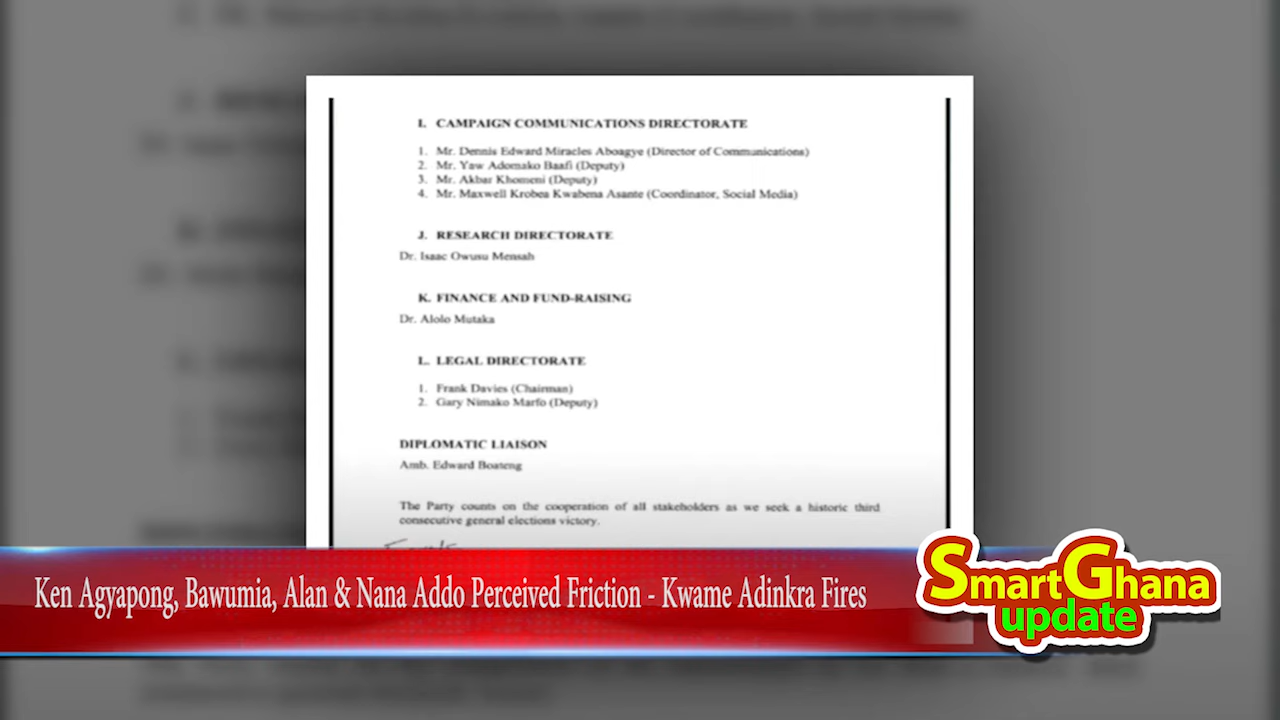 I. CAMPAIGN COMMUNICATIONS DIRECTORATE
1. Mr. Dennis Edward Miracles Aboagye (Director of Communications)
2. Mr. Yaw Adomako Baafi (Deputy)
3. Mr. Akbar Khomeni (Deputy)
4. Mr. Maxwell Krobea Kwabena Asante (Coordinator, Social Media)
J. RESEARCH DIRECTORATE
Dr. Isaac Owusu Mensah
K. FINANCE AND FUND-RAISING
Dr. Alolo Mutaka
L. LEGAL DIRECTORATE
1. Frank Davies (Chairman)
2. Gary Nimako Marfo (Deputy)
DIPLOMATIC LIAISON
Amb. Edward Boateng
The Party counts on the cooperation of all stakeholders as we seek a historic third
consecutive general elections victory.
Ken Agyapong, Bawumia, Alan & Nana Addo Perceived Friction - Kwame Adinkra Fires
SmartGhana
update